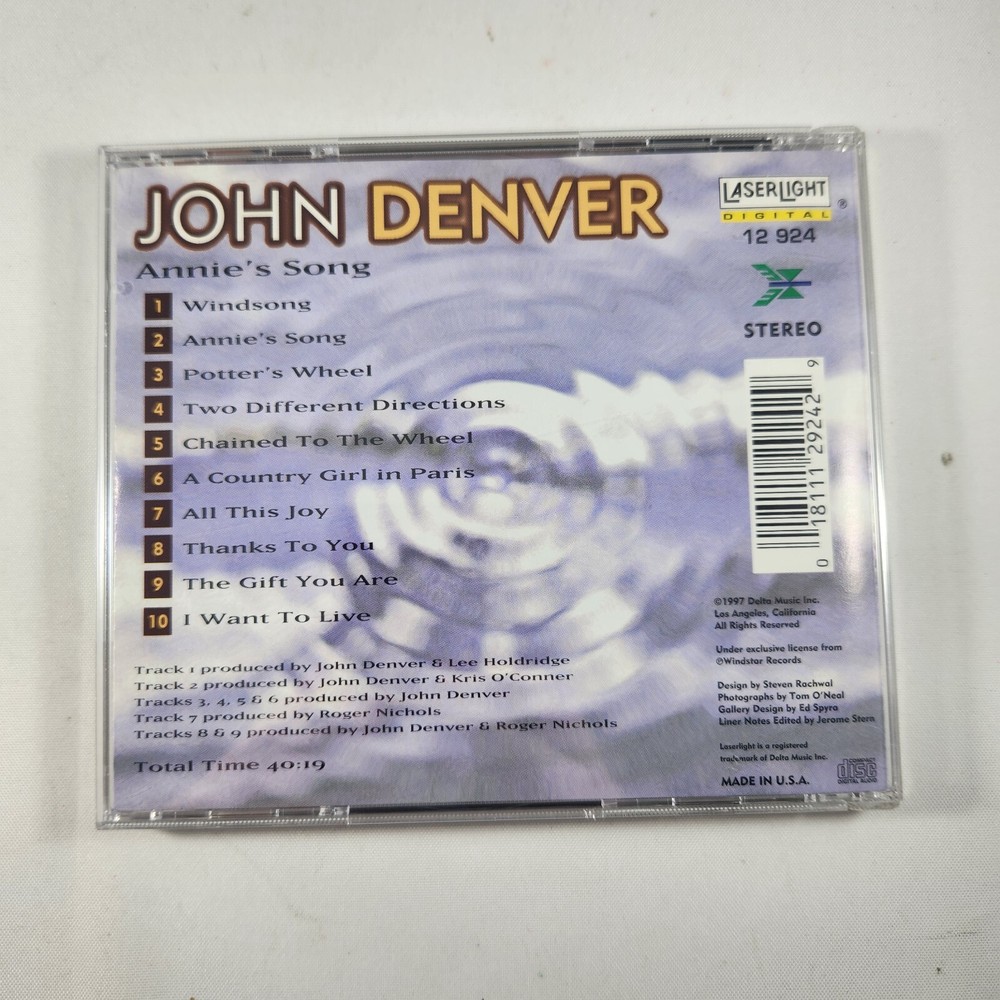 JOHN DENVER
Annie's Song
1 Windsong
2 Annie's Song
3 Potter's Wheel
4 Two Different Directions
5 Chained To The Wheel
6 A Country Girl in Paris
7 All This Joy
8 Thanks To You
9 The Gift You Are
10 I Want To Live
Track 1 produced by John Denver & Lee Holdridge
Track 2 produced by John Denver & Kris O'Conner
Tracks 3, 4, 5 & 6 produced by John Denver
Track 7 produced by Roger Nichols
Tracks 8 & 9 produced by John Denver & Roger Nichols
Total Time 40:19
LASERLIGHT
DIGITAL ®
12 924
STEREO
0 18111 29242 9
©1997 Delta Music Inc.
Los Angeles, California
All Rights Reserved
Under exclusive license from
℗Windstar Records
Design by Steven Rachwal
Photographs by Tom O'Neal
Gallery Design by Ed Spyra
Liner Notes Edited by Jerome Stern
Laserlight is a registered
trademark of Delta Music Inc.
MADE IN U.S.A.
COMPACT
disc
DIGITAL AUDIO